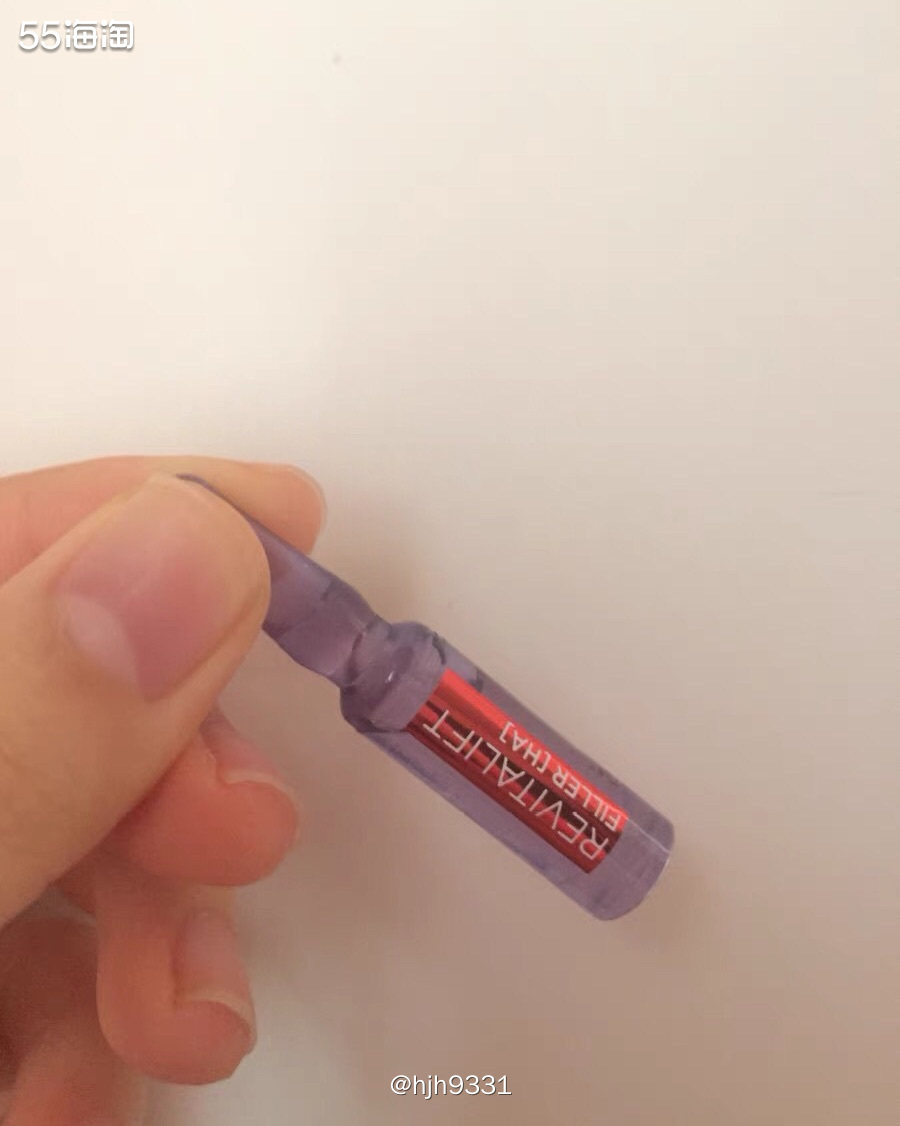 55海淘
REVITALIFT
FILLER [HA]
@hjh9331